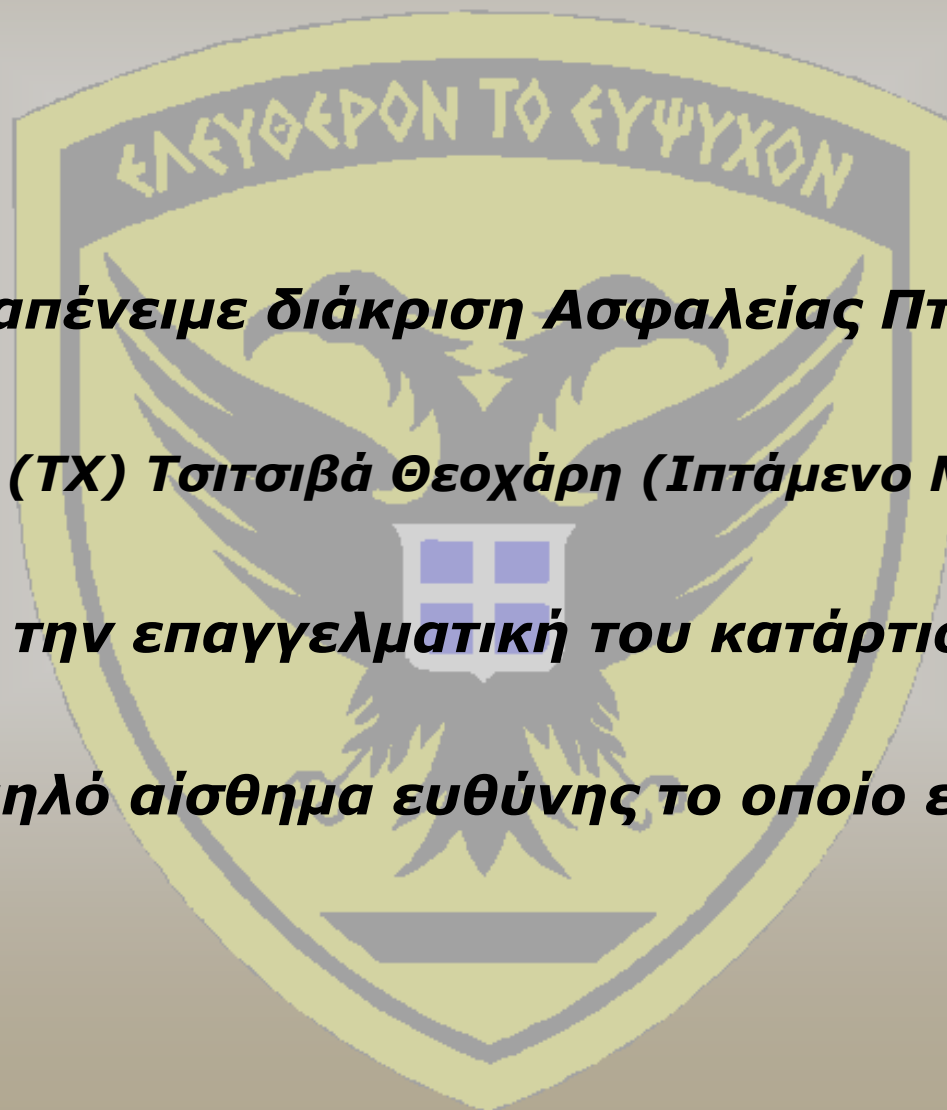 ΕΛΕΥΘΕΡΟΝ ΤΟ ΕΥΨΥΧΟΝ
απένειμε διάκριση Ασφαλείας Πτ
(ΤΧ) Τσιτσιβά Θεοχάρη (Ιπτάμενο
την επαγγελματική του κατάρτισ
ηλό αίσθημα ευθύνης το οποίο ε